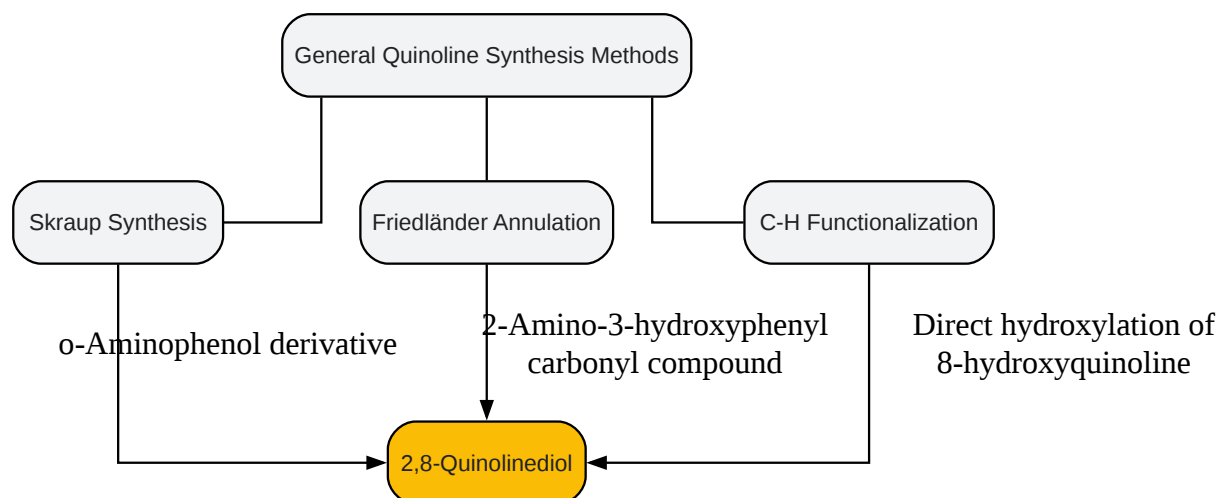 General Quinoline Synthesis Methods
Skraup Synthesis
Friedländer Annulation
C-H Functionalization
o-Aminophenol derivative
2-Amino-3-hydroxyphenyl
carbonyl compound
Direct hydroxylation of
8-hydroxyquinoline
2,8-Quinolinediol